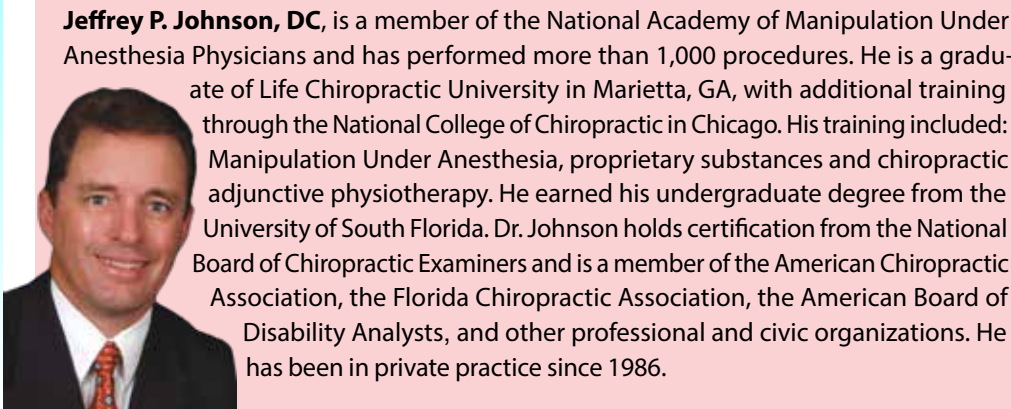 Jeffrey P. Johnson, DC, is a member of the National Academy of Manipulation Under
Anesthesia Physicians and has performed more than 1,000 procedures. He is a gradu-
ate of Life Chiropractic University in Marietta, GA, with additional training
through the National College of Chiropractic in Chicago. His training included:
Manipulation Under Anesthesia, proprietary substances and chiropractic
adjunctive physiotherapy. He earned his undergraduate degree from the
University of South Florida. Dr. Johnson holds certification from the National
Board of Chiropractic Examiners and is a member of the American Chiropractic
Association, the Florida Chiropractic Association, the American Board of
Disability Analysts, and other professional and civic organizations. He
has been in private practice since 1986.